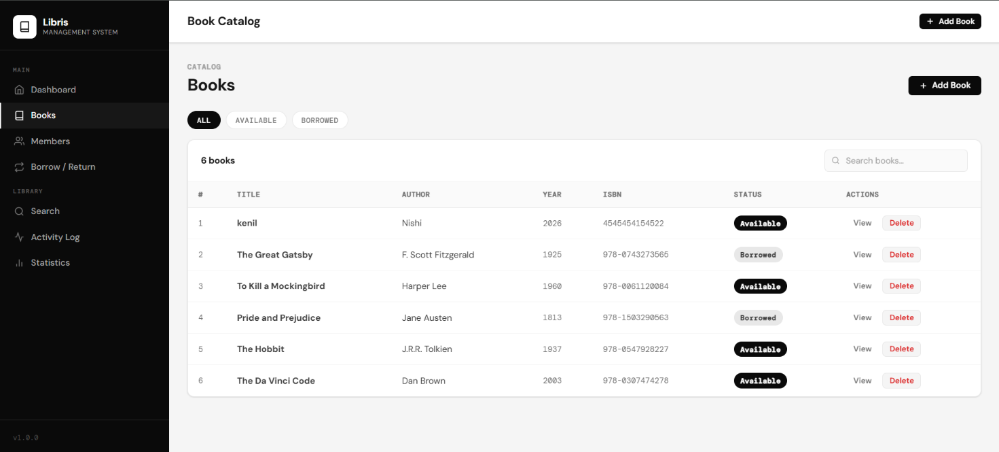 Libris
MANAGEMENT SYSTEM
MAIN
Dashboard
Books
Members
Borrow / Return
LIBRARY
Search
Activity Log
Statistics
v1.0.0
Book Catalog
+ Add Book
CATALOG
Books
+ Add Book
ALL AVAILABLE BORROWED
6 books
Search books…
# TITLE AUTHOR YEAR ISBN STATUS ACTIONS
1 kenil Nishi 2026 4545454154522 Available View Delete
2 The Great Gatsby F. Scott Fitzgerald 1925 978-0743273565 Borrowed View Delete
3 To Kill a Mockingbird Harper Lee 1960 978-0061120084 Available View Delete
4 Pride and Prejudice Jane Austen 1813 978-1503290563 Borrowed View Delete
5 The Hobbit J.R.R. Tolkien 1937 978-0547928227 Available View Delete
6 The Da Vinci Code Dan Brown 2003 978-0307474278 Available View Delete